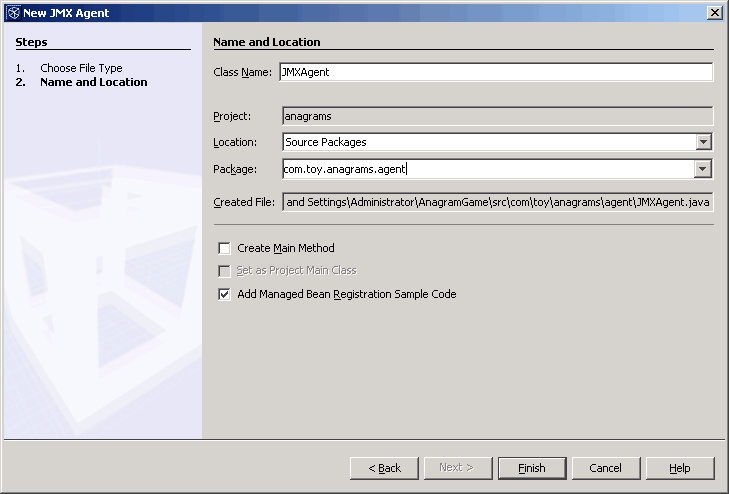 New JMX Agent
Steps
1. Choose File Type
2. Name and Location
Name and Location
Class Name: JMXAgent
Project: anagrams
Location: Source Packages
Package: com.toy.anagrams.agent
Created File: and Settings\Administrator\AnagramGame\src\com\toy\anagrams\agent\JMXAgent.java
Create Main Method
Set as Project Main Class
Add Managed Bean Registration Sample Code
< Back Next > Finish Cancel Help